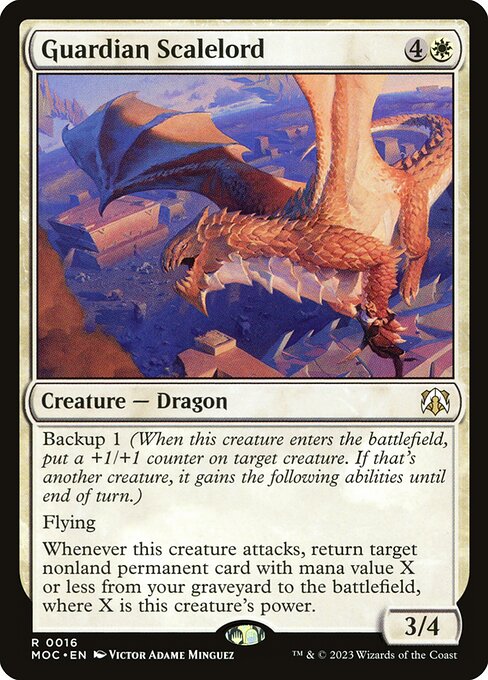 Guardian Scalelord 4
Creature — Dragon
Backup 1 (When this creature enters the battlefield,
put a +1/+1 counter on target creature. If that's
another creature, it gains the following abilities until
end of turn.)
Flying
Whenever this creature attacks, return target
nonland permanent card with mana value X
or less from your graveyard to the battlefield,
where X is this creature's power.
3/4
R 0016
MOC • EN Victor Adame Minguez
™ & © 2023 Wizards of the Coast